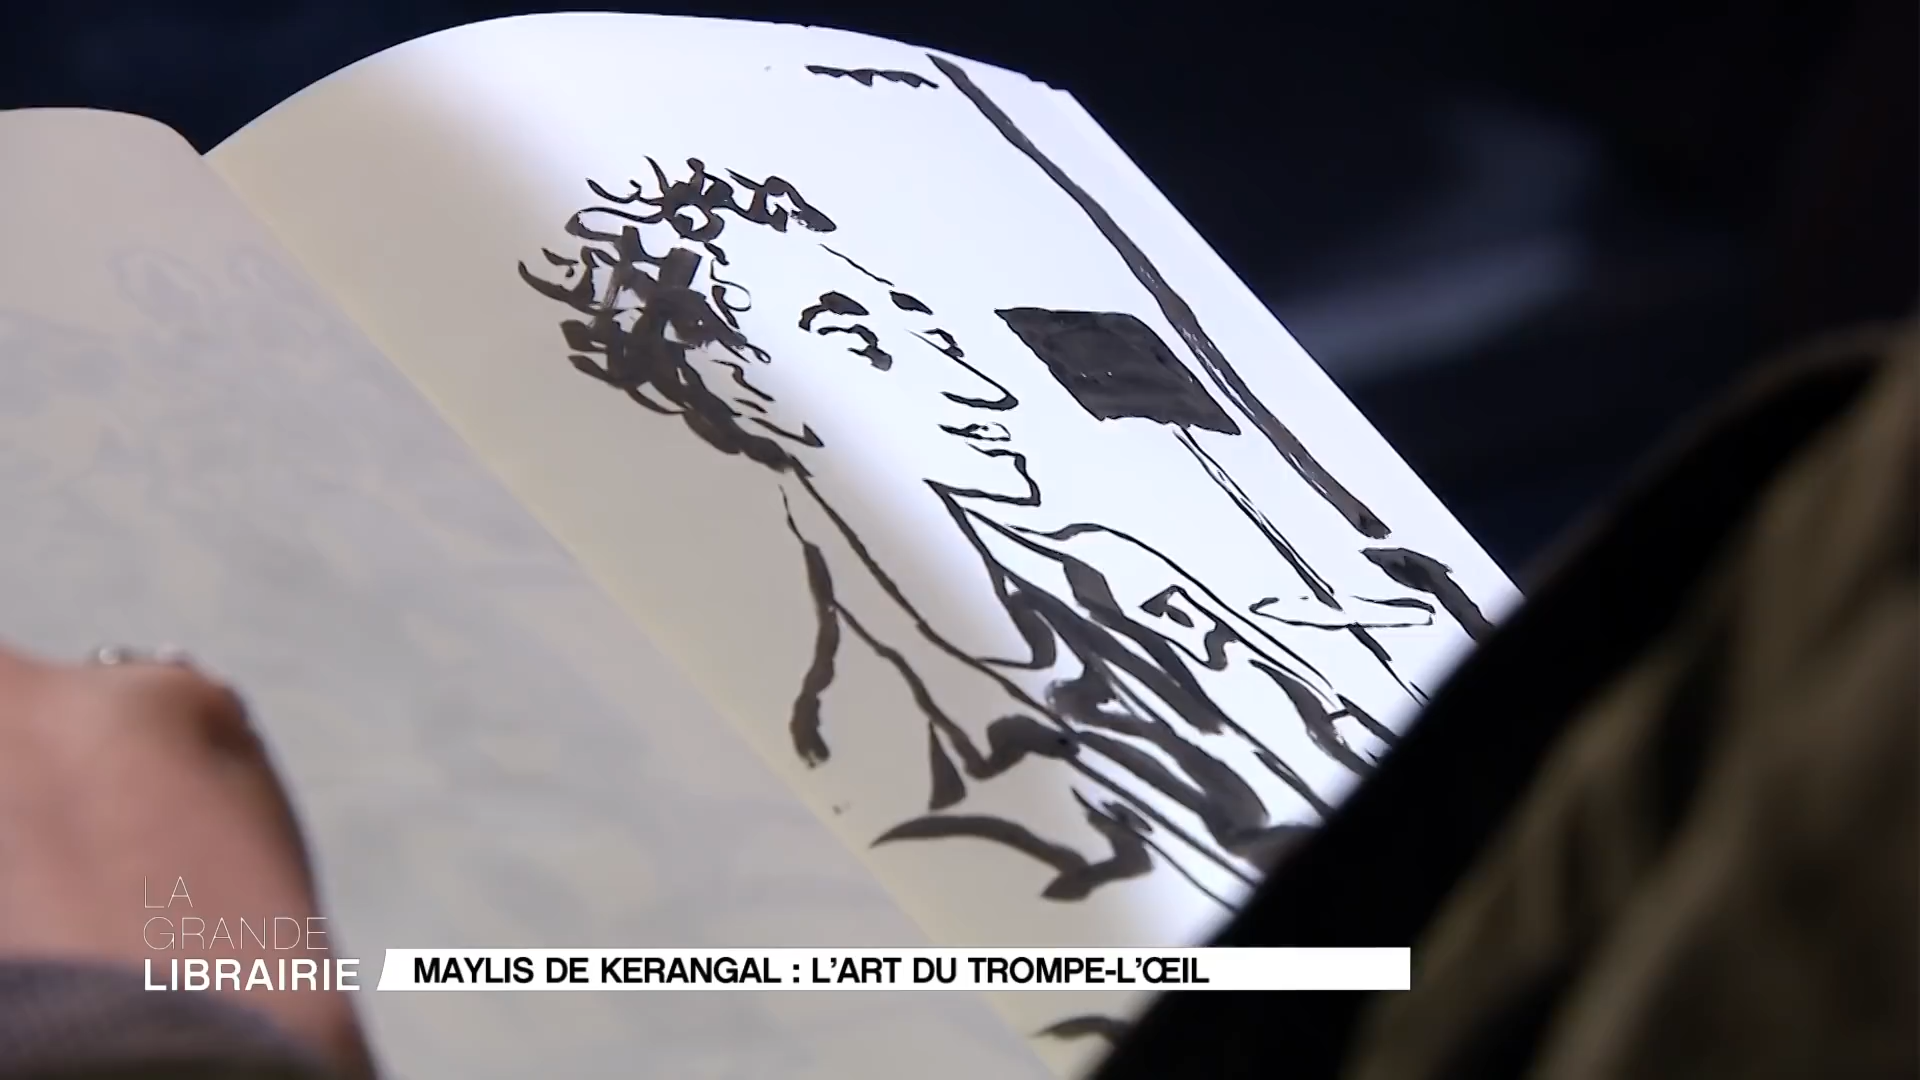 LA
GRANDE
LIBRAIRIE
MAYLIS DE KERANGAL : L'ART DU TROMPE-L'ŒIL